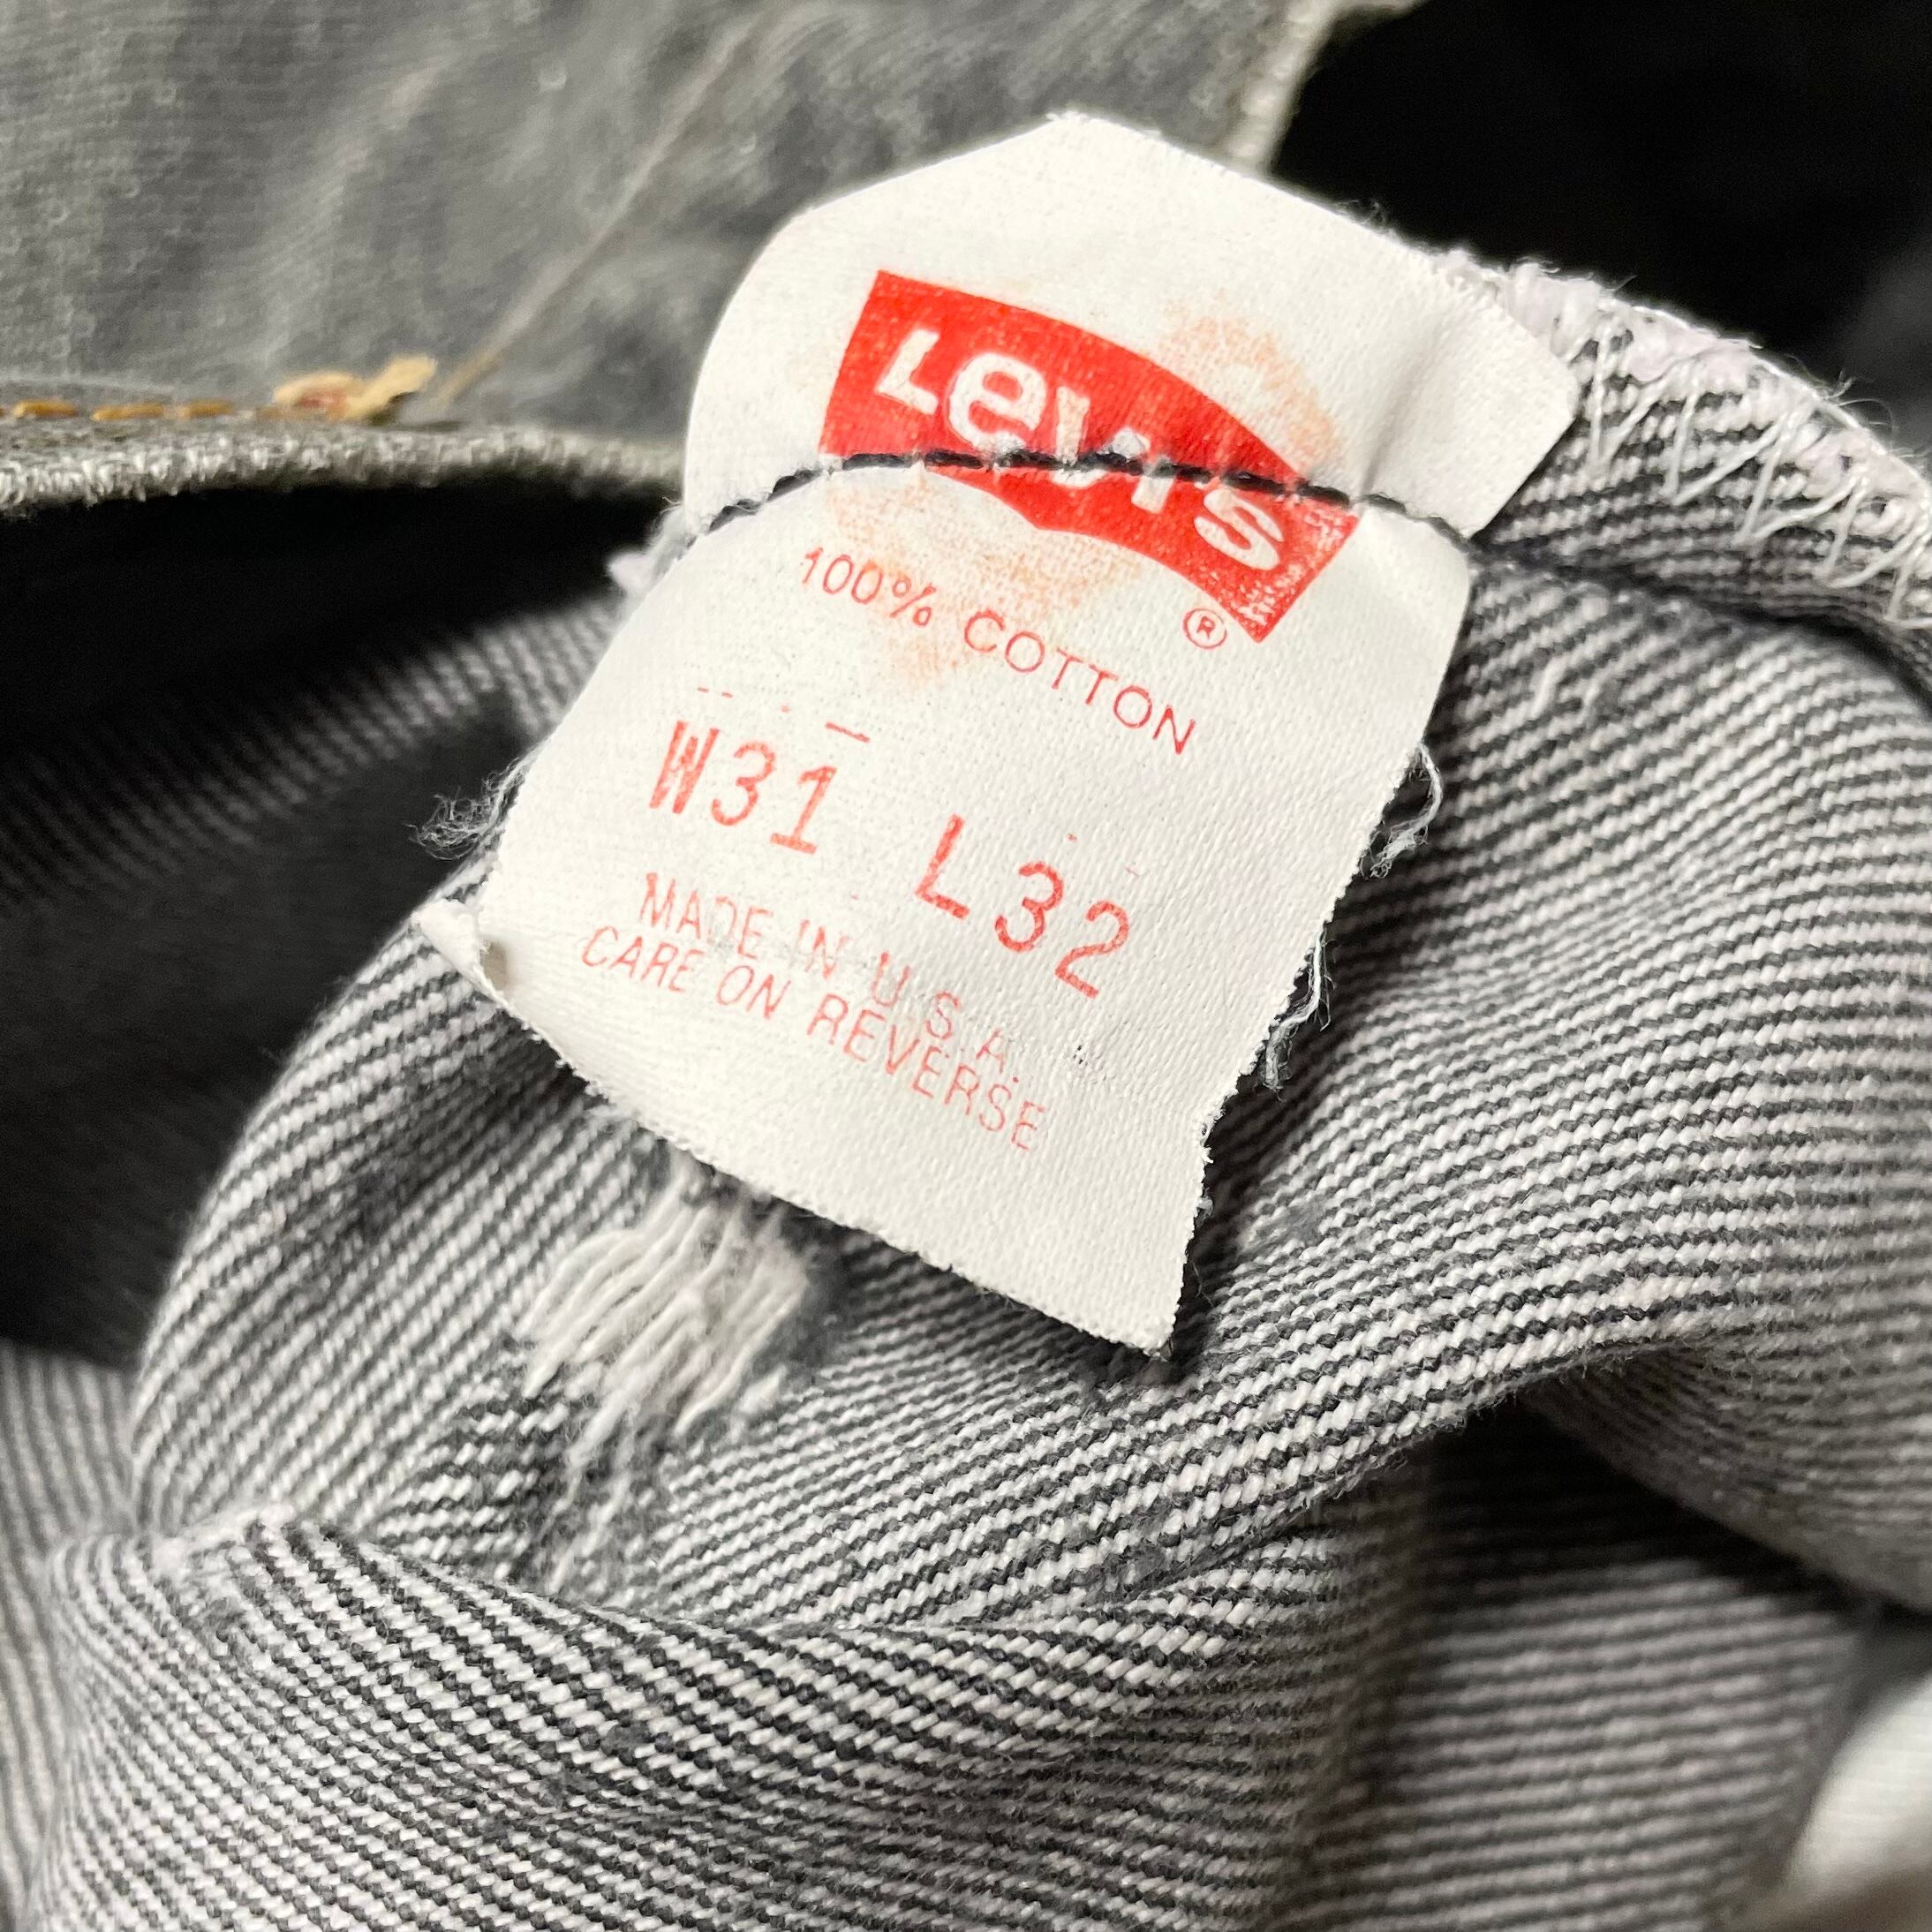 Levi's
®
100% COTTON
W31 L32
MADE IN U.S.A.
CARE ON REVERSE